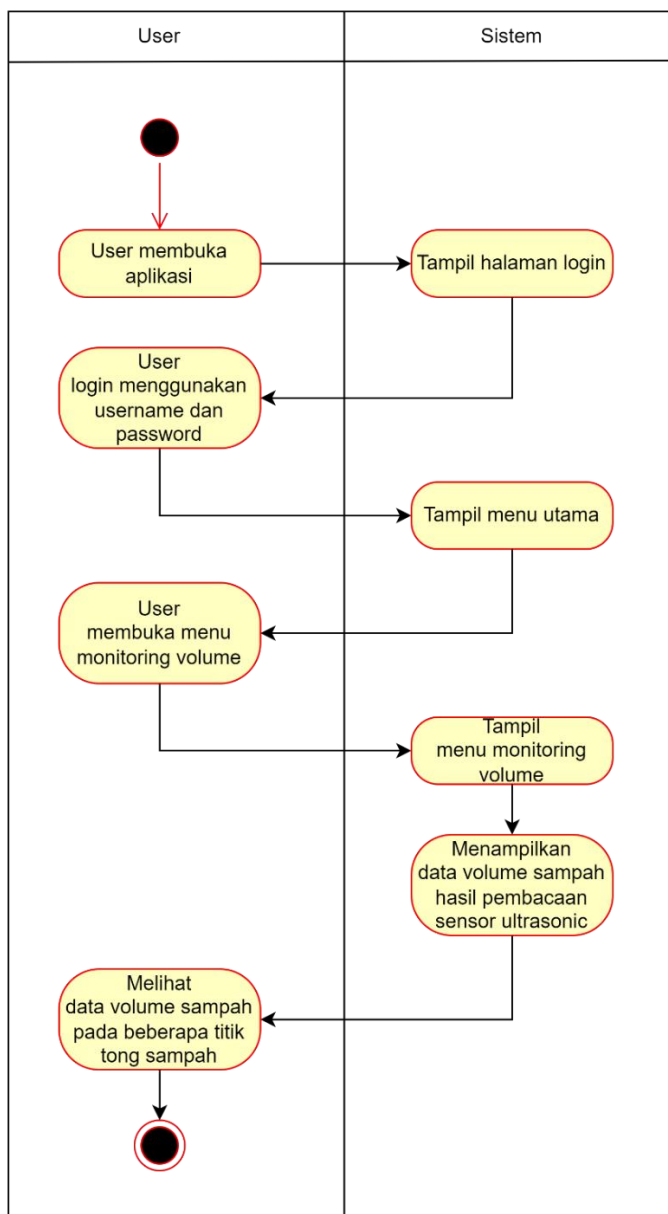 User
Sistem
User membuka
aplikasi
Tampil halaman login
User
login menggunakan
username dan
password
Tampil menu utama
User
membuka menu
monitoring volume
Tampil
menu monitoring
volume
Menampilkan
data volume sampah
hasil pembacaan
sensor ultrasonic
Melihat
data volume sampah
pada beberapa titik
tong sampah